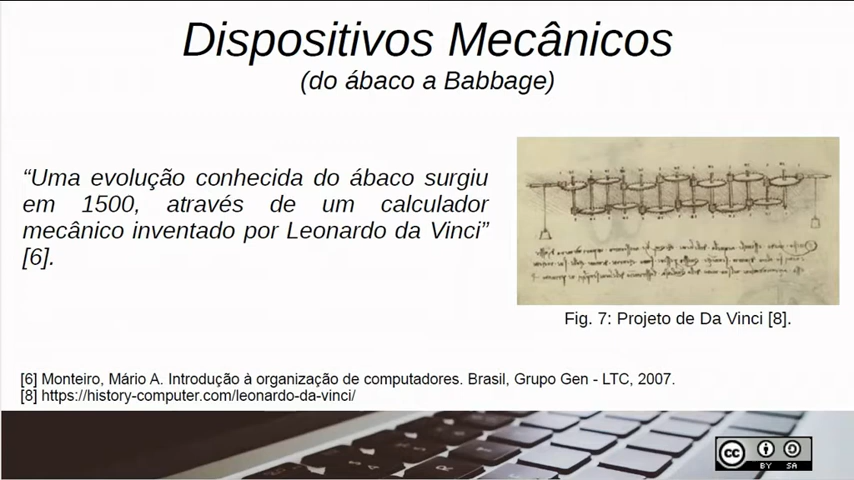 Dispositivos Mecânicos
(do ábaco a Babbage)
“Uma evolução conhecida do ábaco surgiu
em 1500, através de um calculador
mecânico inventado por Leonardo da Vinci”
[6].
Fig. 7: Projeto de Da Vinci [8].
[6] Monteiro, Mário A. Introdução à organização de computadores. Brasil, Grupo Gen - LTC, 2007.
[8] https://history-computer.com/leonardo-da-vinci/
cc
BY SA